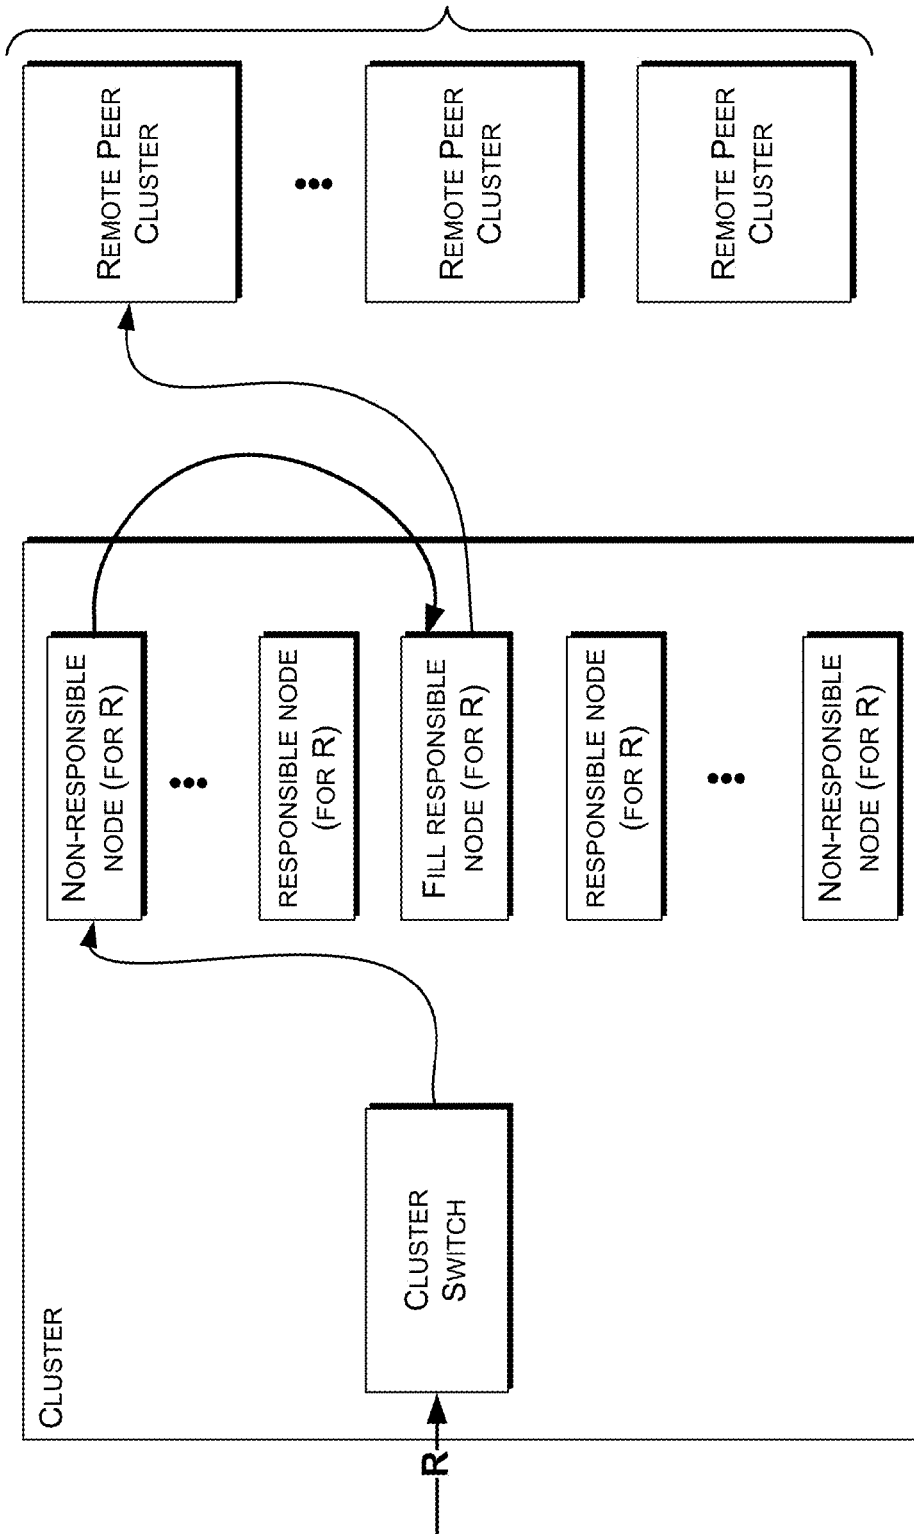 CLUSTER
R
CLUSTER
SWITCH
NON-RESPONSIBLE
NODE (FOR R)
RESPONSIBLE NODE
(FOR R)
FILL RESPONSIBLE
NODE (FOR R)
RESPONSIBLE NODE
(FOR R)
NON-RESPONSIBLE
NODE (FOR R)
REMOTE PEER
CLUSTER
REMOTE PEER
CLUSTER
REMOTE PEER
CLUSTER